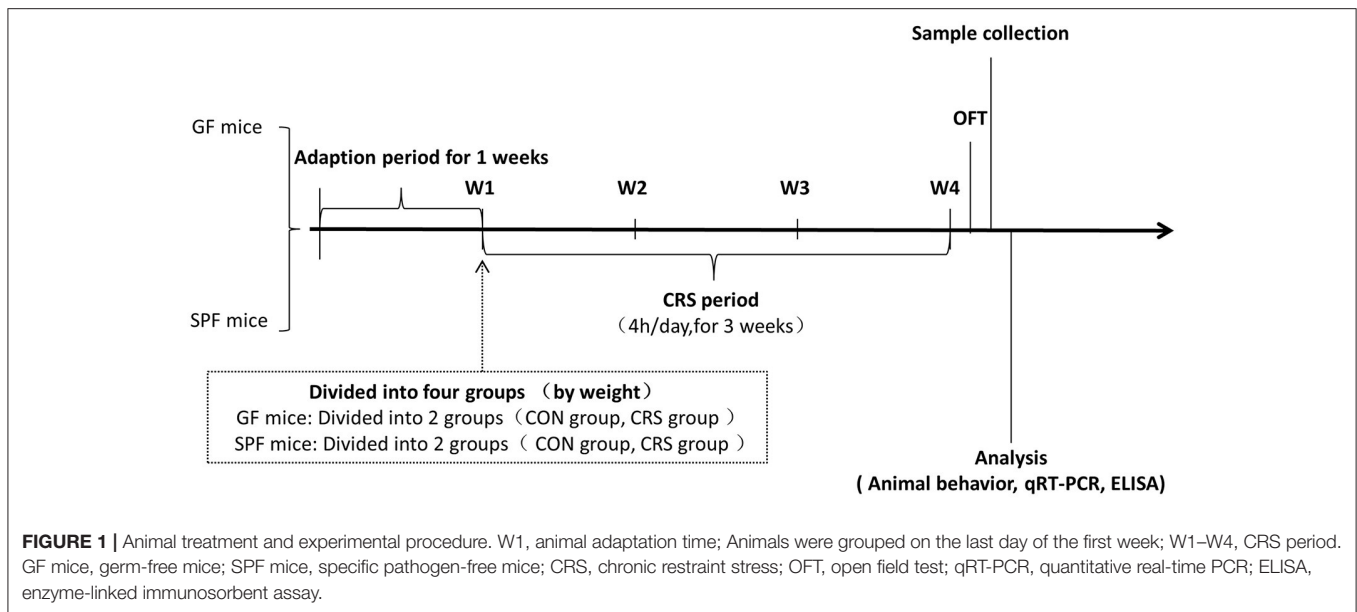 Sample collection
OFT
GF mice
Adaption period for 1 weeks
W1
W2
W3
W4
SPF mice
CRS period
（4h/day,for 3 weeks）
Divided into four groups （by weight）
GF mice: Divided into 2 groups（CON group, CRS group ）
SPF mice: Divided into 2 groups（ CON group, CRS group ）
Analysis
( Animal behavior, qRT-PCR, ELISA)
FIGURE 1 | Animal treatment and experimental procedure. W1, animal adaptation time; Animals were grouped on the last day of the first week; W1–W4, CRS period.
GF mice, germ-free mice; SPF mice, specific pathogen-free mice; CRS, chronic restraint stress; OFT, open field test; qRT-PCR, quantitative real-time PCR; ELISA,
enzyme-linked immunosorbent assay.